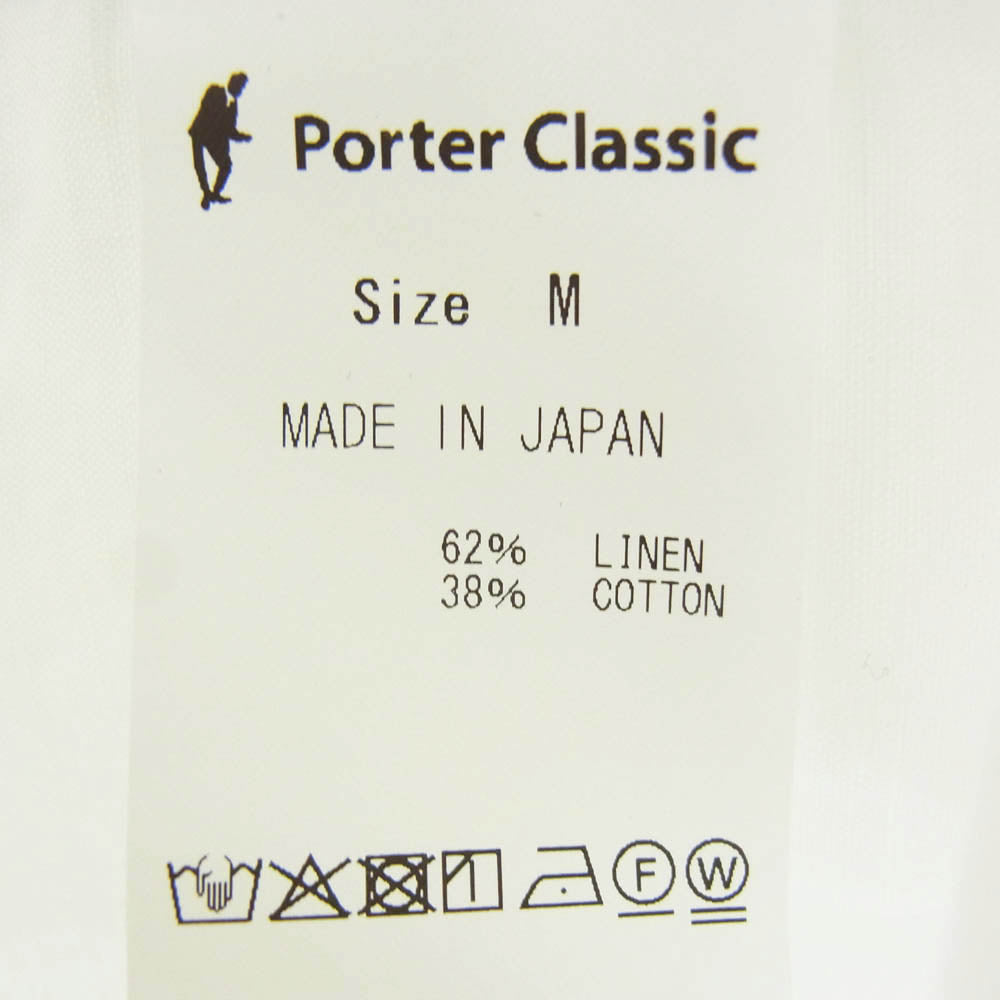 Porter Classic
Size M
MADE IN JAPAN
62% LINEN
38% COTTON
F W